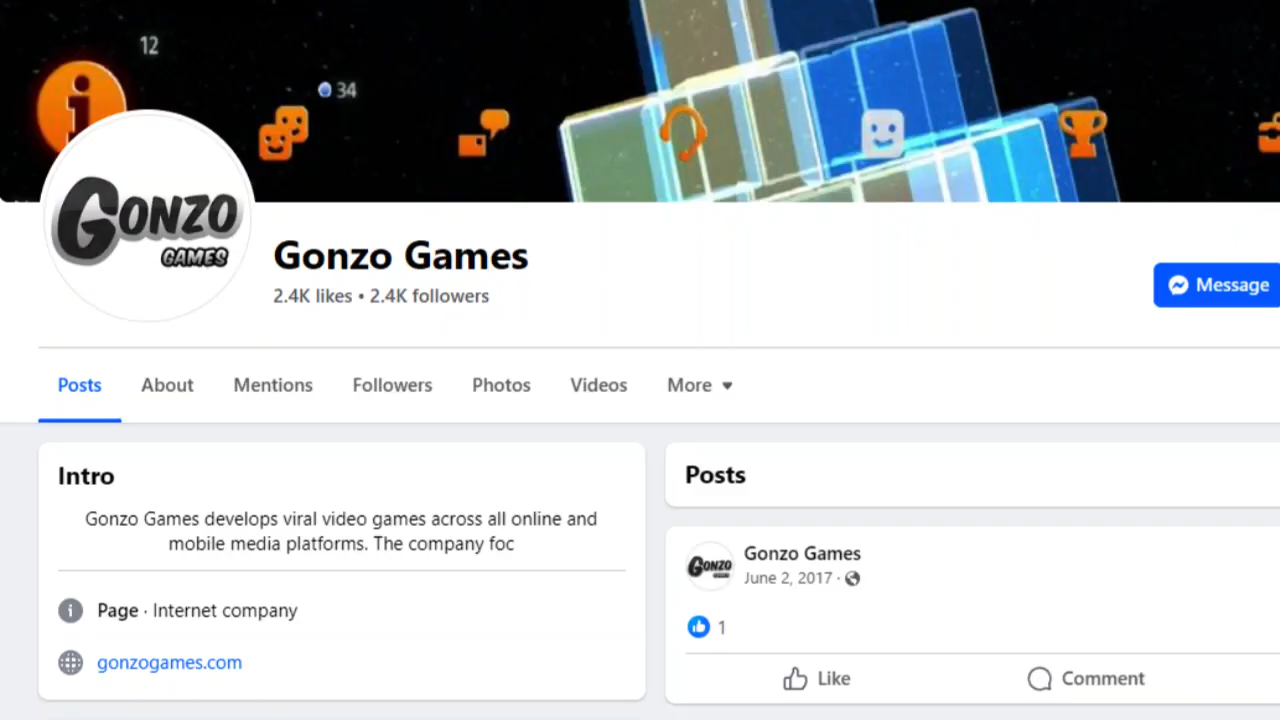 12
34
GONZO
GAMES
Gonzo Games
2.4K likes • 2.4K followers
Message
Posts About Mentions Followers Photos Videos More
Intro
Gonzo Games develops viral video games across all online and
mobile media platforms. The company foc
Page · Internet company
gonzogames.com
Posts
GONZO
Gonzo Games
June 2, 2017 ·
1
Like Comment